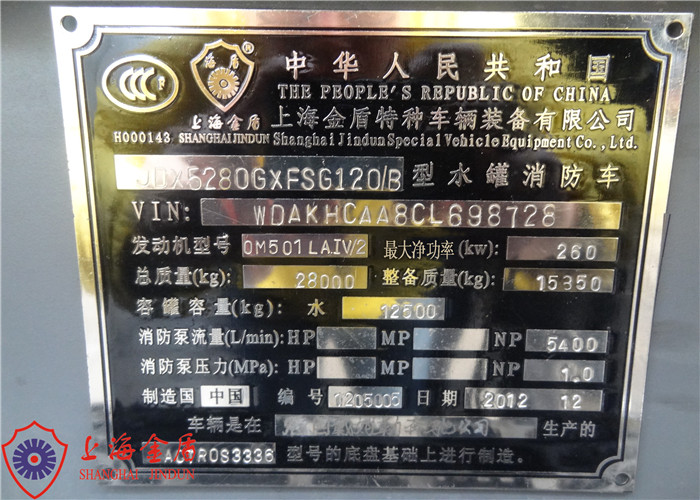 中华人民共和国
THE PEOPLE'S REPUBLIC OF CHINA
海盾®
上海金盾 上海金盾特种车辆装备有限公司
H000143 SHANGHAIJINDUN Shanghai Jindun Special Vehicle Equipment Co., Ltd.
JDX5280GXFSG120/B 型水罐消防车
VIN: WDAKHCAA8CL698728
发动机型号 OM501 LA.IV/2 最大净功率(kw): 260
总质量(kg): 28000 整备质量(kg): 15350
容罐容量(kg): 水 12500
消防泵流量(L/min): HP MP NP 5400
消防泵压力(MPa): HP MP NP 1.0
制造国 中国 编号 1205005 日期 2012 12
车辆是在 生产的
ACTROS3336 型号的底盘基础上进行制造。
上海金盾
SHANGHAI JINDUN